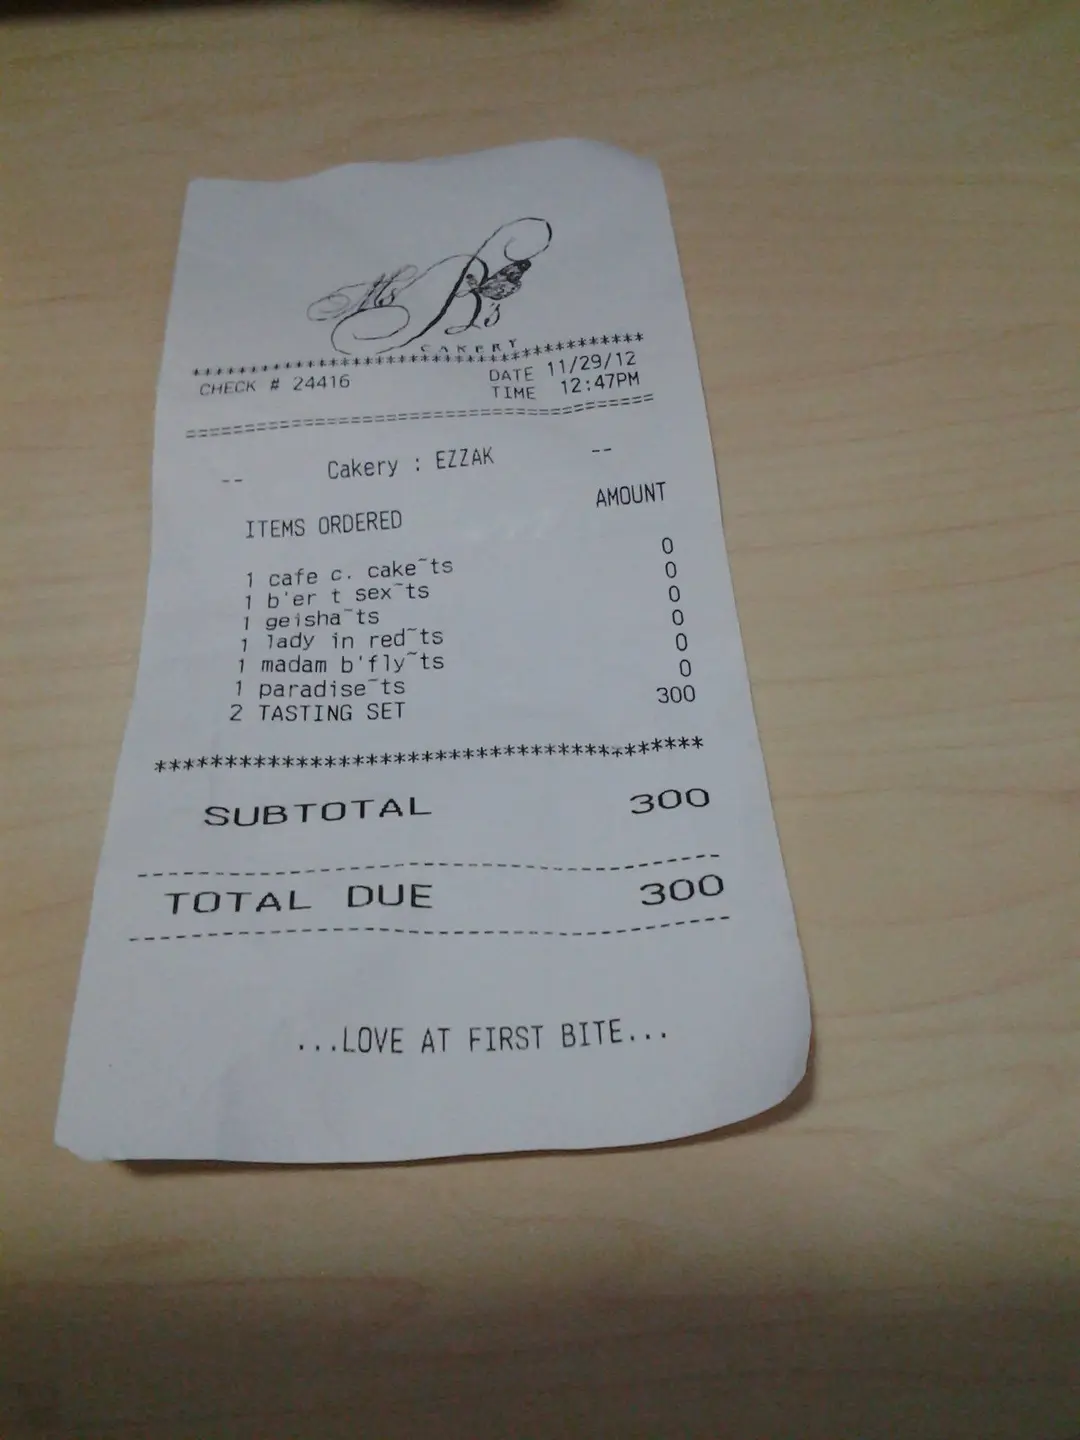 Ms B's
CAKERY
****************************************
CHECK # 24416 DATE 11/29/12
TIME 12:47PM
========================================
-- Cakery : EZZAK --
ITEMS ORDERED AMOUNT
1 cafe c. cake~ts 0
1 b'er t sex~ts 0
1 geisha~ts 0
1 lady in red~ts 0
1 madam b'fly~ts 0
1 paradise~ts 0
2 TASTING SET 300
****************************************
SUBTOTAL 300
----------------------------------------
TOTAL DUE 300
----------------------------------------
...LOVE AT FIRST BITE...